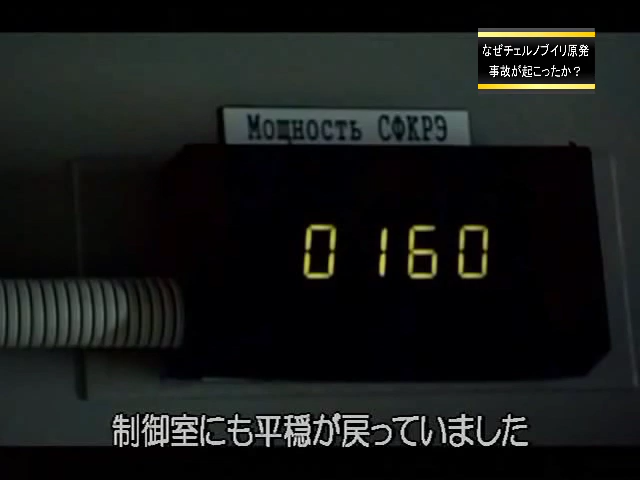 なぜチェルノブイリ原発
事故が起こったか？
Мощность СФКРЭ
0160
制御室にも平穏が戻っていました